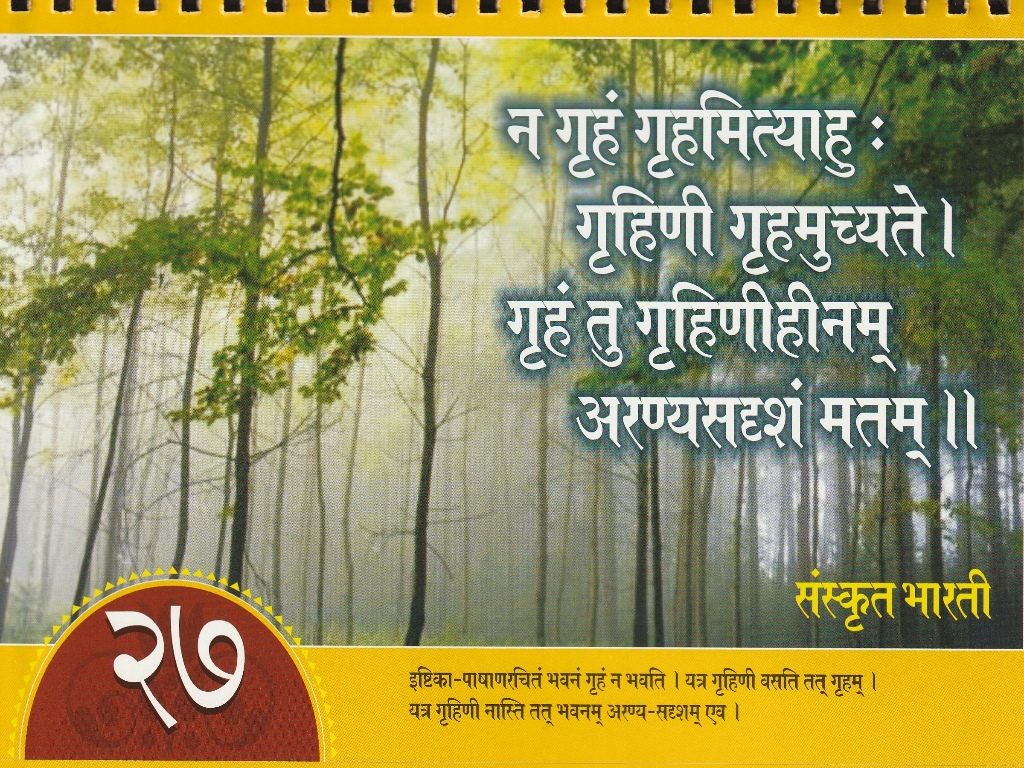 न गृहं गृहमित्याहु :
गृहिणी गृहमुच्यते ।
गृहं तु गृहिणीहीनम्
अरण्यसदृशं मतम् ।।
संस्कृत भारती
२७
इष्टिका-पाषाणरचितं भवनं गृहं न भवति । यत्र गृहिणी वसति तत् गृहम् ।
यत्र गृहिणी नास्ति तत् भवनम् अरण्य-सदृशम् एव ।